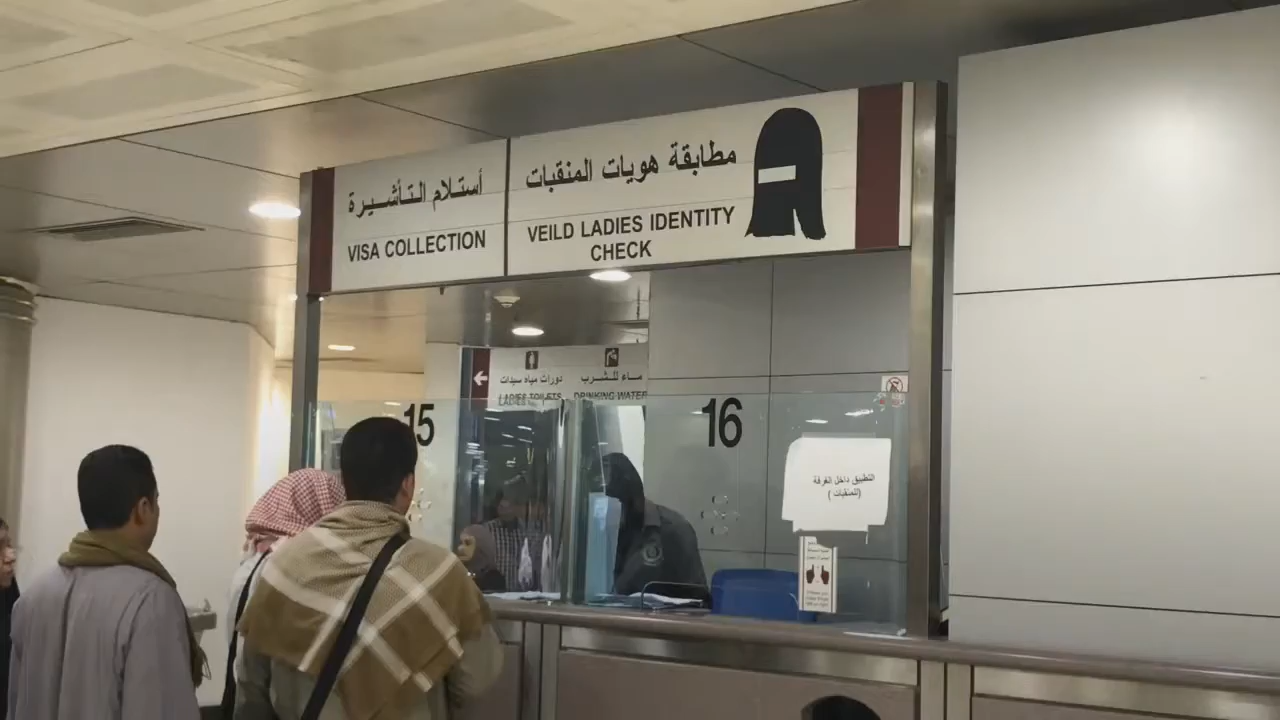 أستلام التأشيرة
VISA COLLECTION
مطابقة هويات المنقبات
VEILD LADIES IDENTITY
CHECK
دورات مياه سيدات
LADIES TOILETS
ماء للشرب
DRINKING WATER
15
16
التطبيق داخل الغرفة
(للمنقبات )